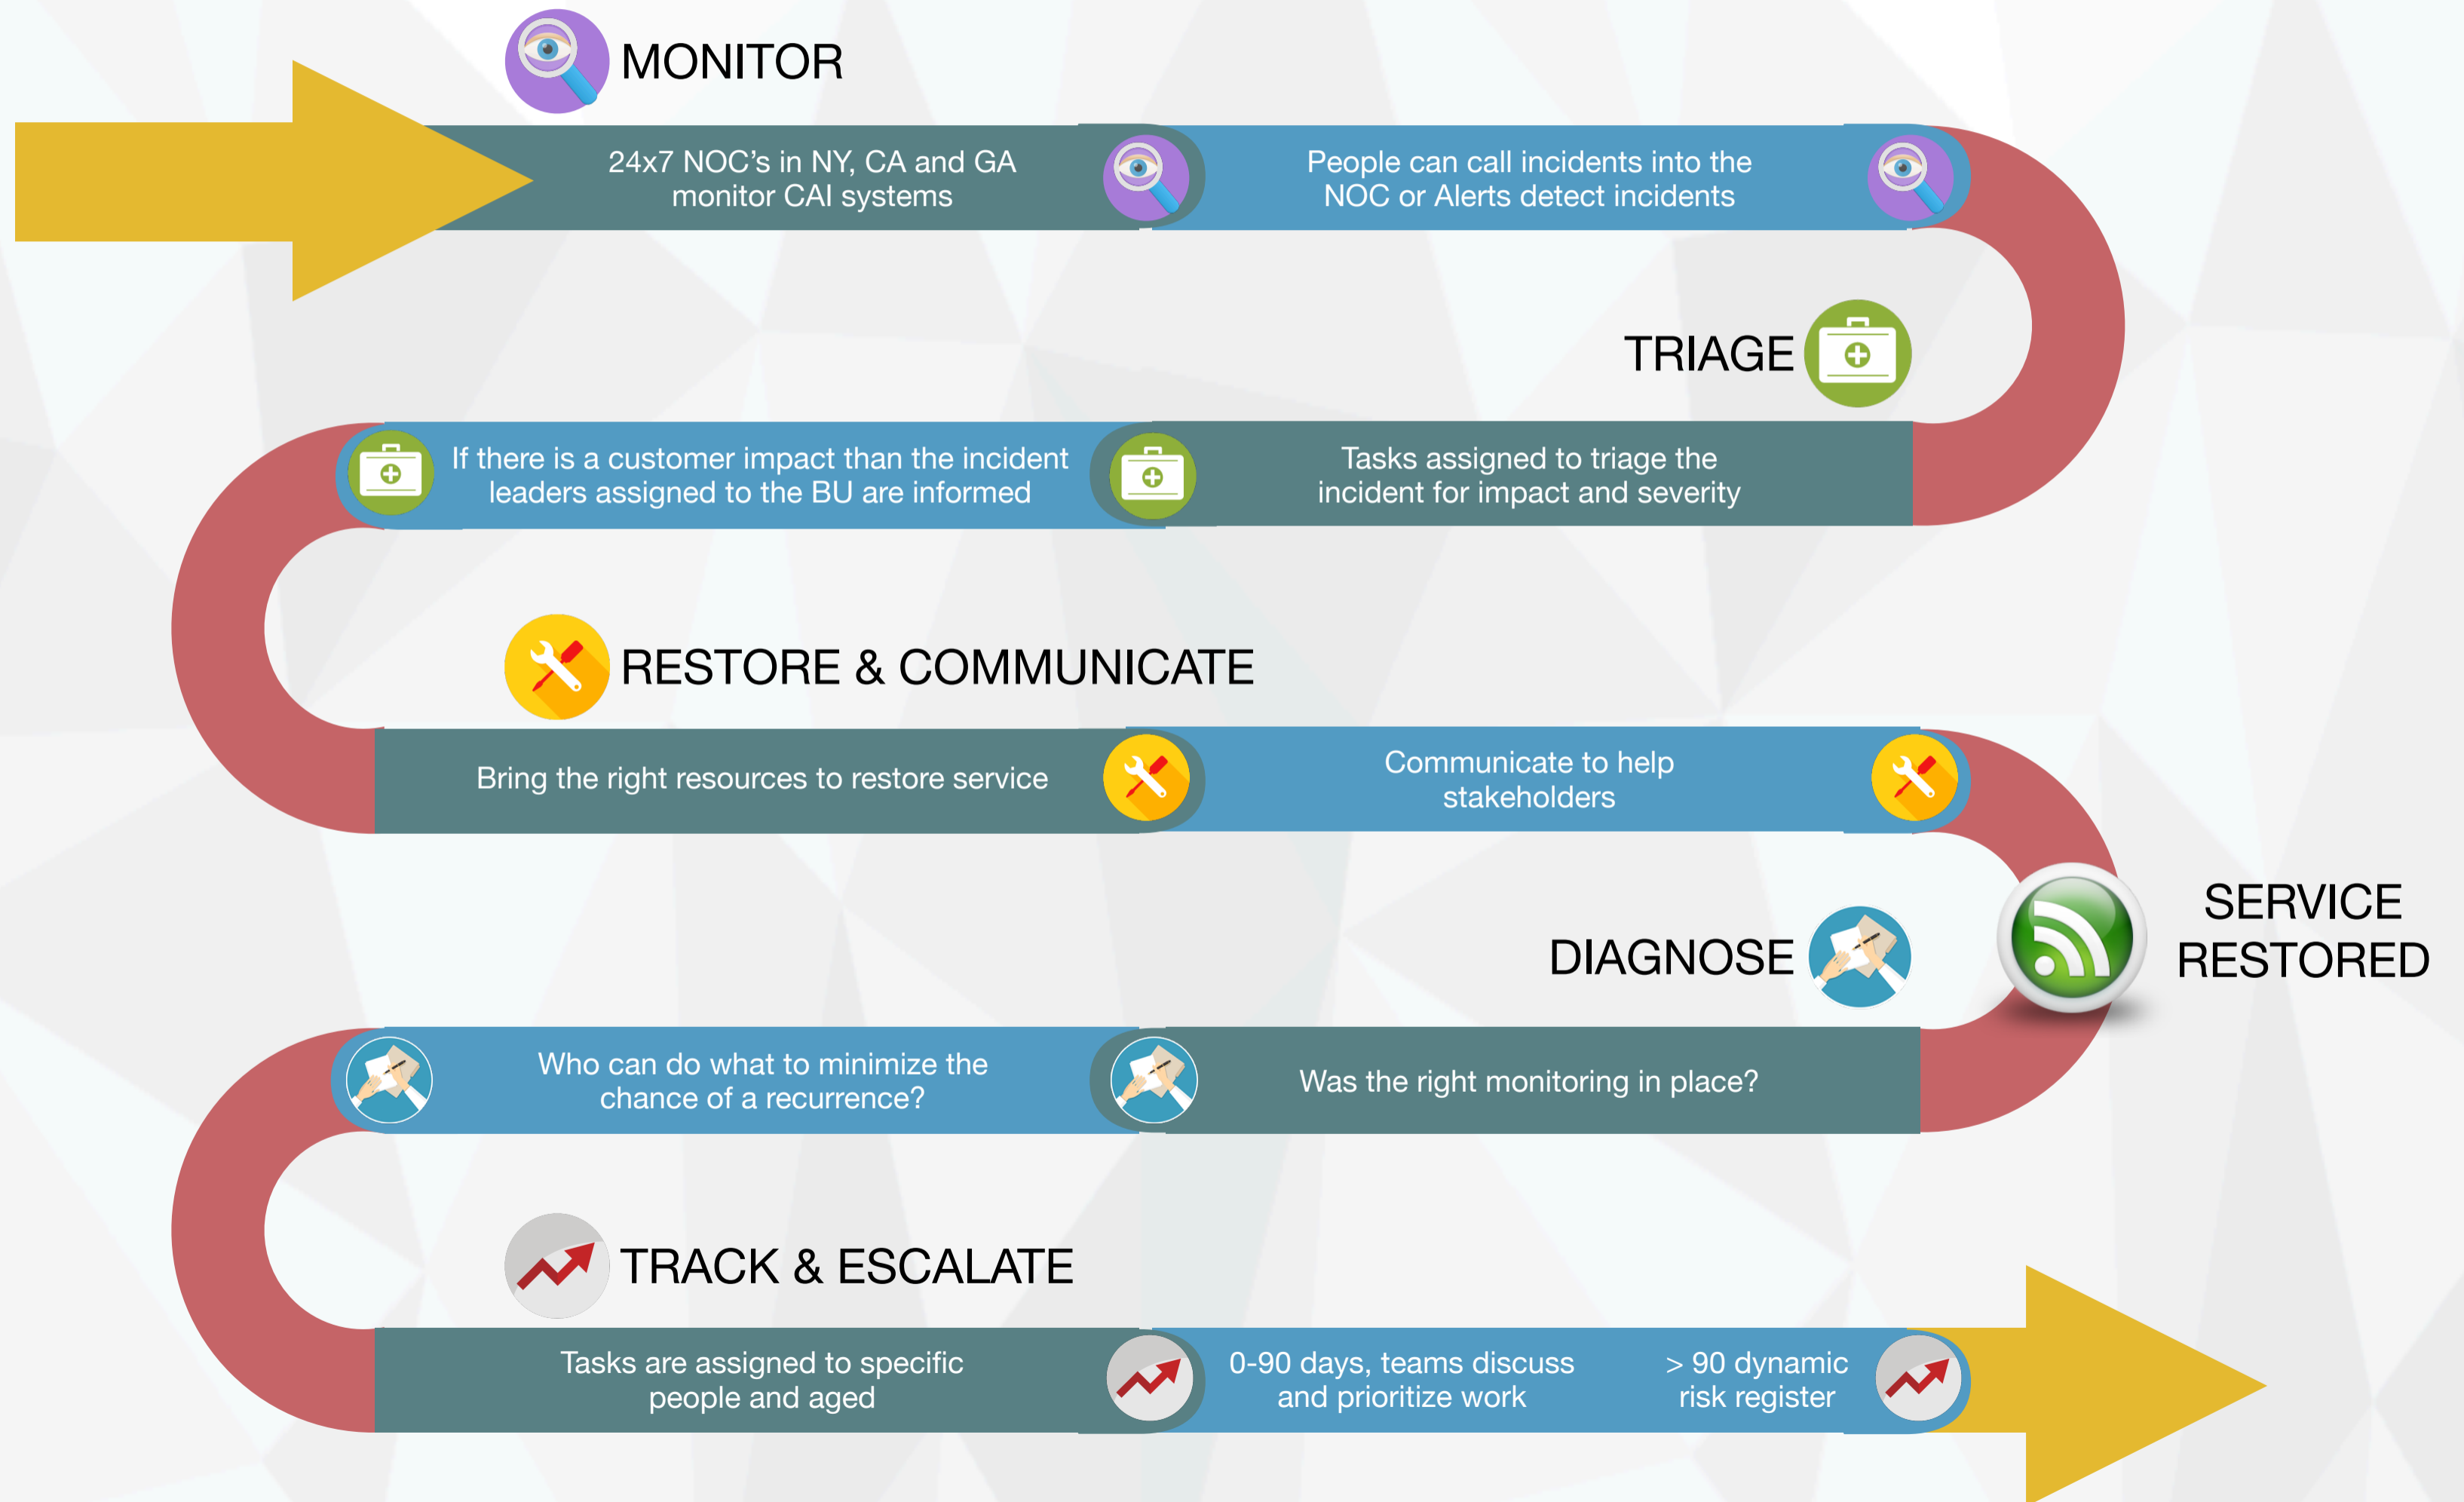 MONITOR
24x7 NOC's in NY, CA and GA
monitor CAI systems
People can call incidents into the
NOC or Alerts detect incidents
TRIAGE
Tasks assigned to triage the
incident for impact and severity
If there is a customer impact than the incident
leaders assigned to the BU are informed
RESTORE & COMMUNICATE
Bring the right resources to restore service
Communicate to help
stakeholders
SERVICE
RESTORED
DIAGNOSE
Was the right monitoring in place?
Who can do what to minimize the
chance of a recurrence?
TRACK & ESCALATE
Tasks are assigned to specific
people and aged
0-90 days, teams discuss
and prioritize work
> 90 dynamic
risk register